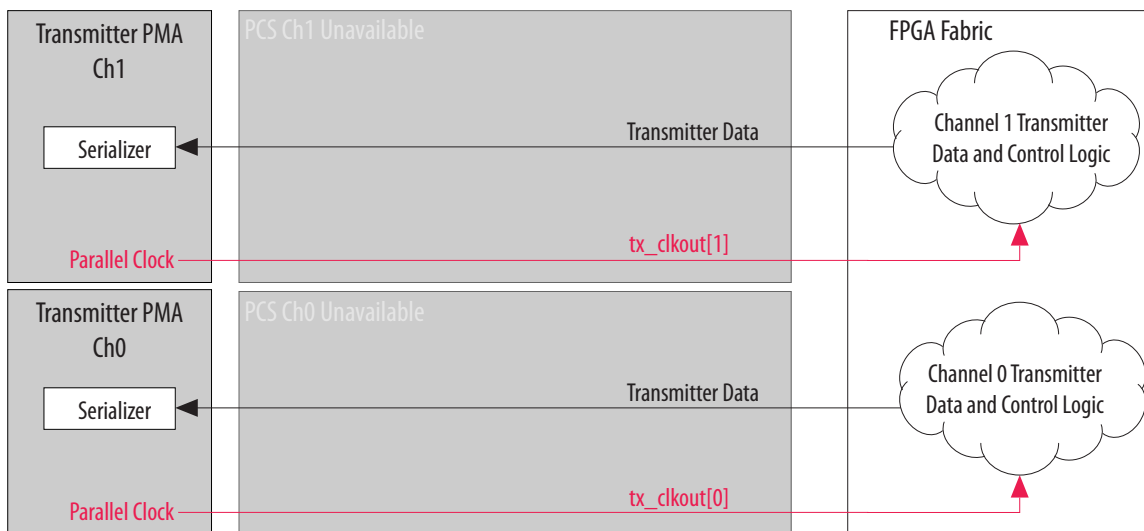 Transmitter PMA
Ch1
PCS Ch1 Unavailable
FPGA Fabric
Serializer
Transmitter Data
Channel 1 Transmitter
Data and Control Logic
Parallel Clock
tx_clkout[1]
Transmitter PMA
Ch0
PCS Ch0 Unavailable
Serializer
Transmitter Data
Channel 0 Transmitter
Data and Control Logic
Parallel Clock
tx_clkout[0]